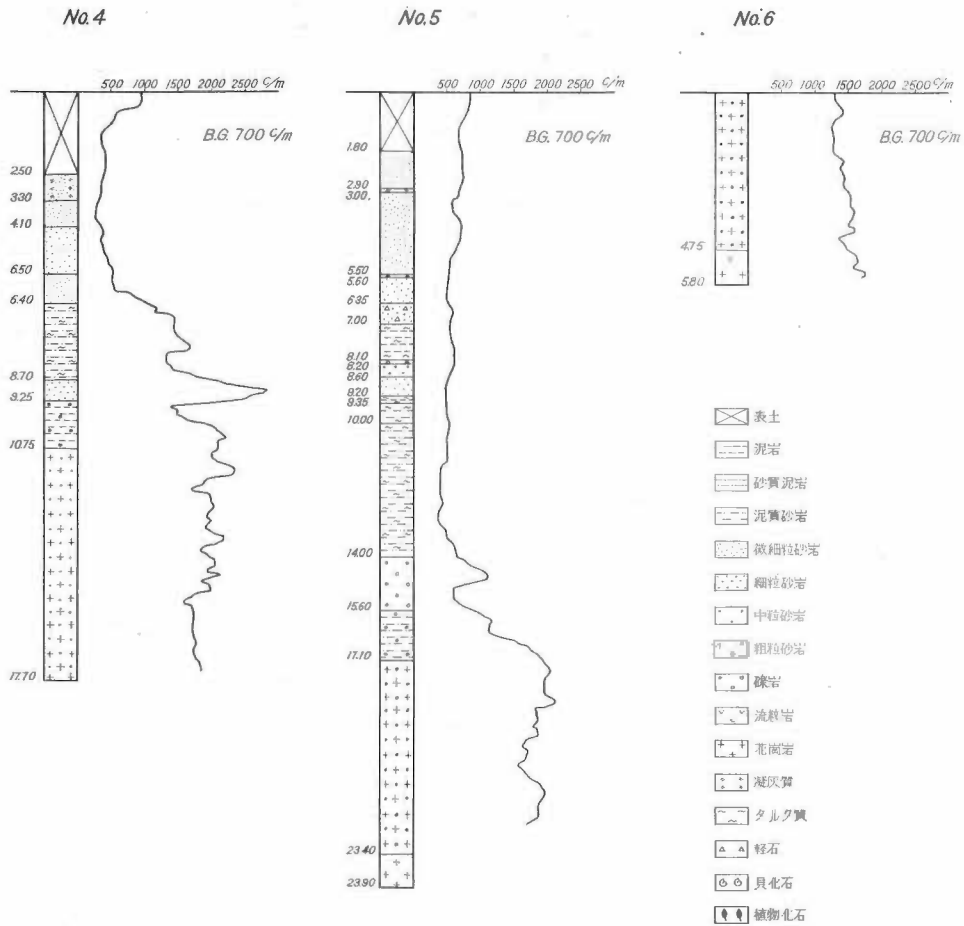 No.4
500 1000 1500 2000 2500 C/m
B.G. 700 C/m
2.50
3.30
4.10
6.50
6.40
8.70
9.25
10.75
17.70
No.5
500 1000 1500 2000 2500 C/m
B.G. 700 C/m
1.80
2.90
3.00
5.50
5.60
6.35
7.00
8.10
8.20
8.60
9.20
9.35
10.00
14.00
15.60
17.10
23.40
23.90
No.6
500 1000 1500 2000 2500 C/m
B.G. 700 C/m
4.75
5.80
表土
泥岩
砂質泥岩
泥質砂岩
微細粒砂岩
細粒砂岩
中粒砂岩
粗粒砂岩
礫岩
花崗岩
凝灰質
タルク質
軽石
貝化石
植物化石